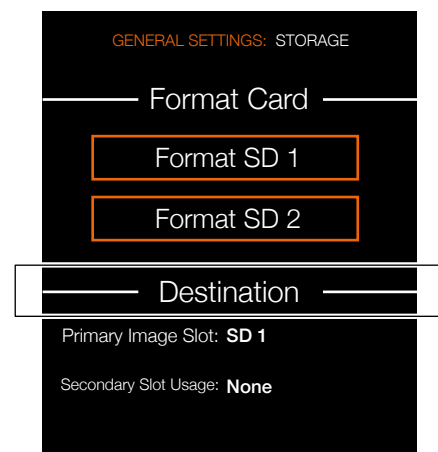 GENERAL SETTINGS: STORAGE
Format Card
Format SD 1
Format SD 2
Destination
Primary Image Slot: SD 1
Secondary Slot Usage: None